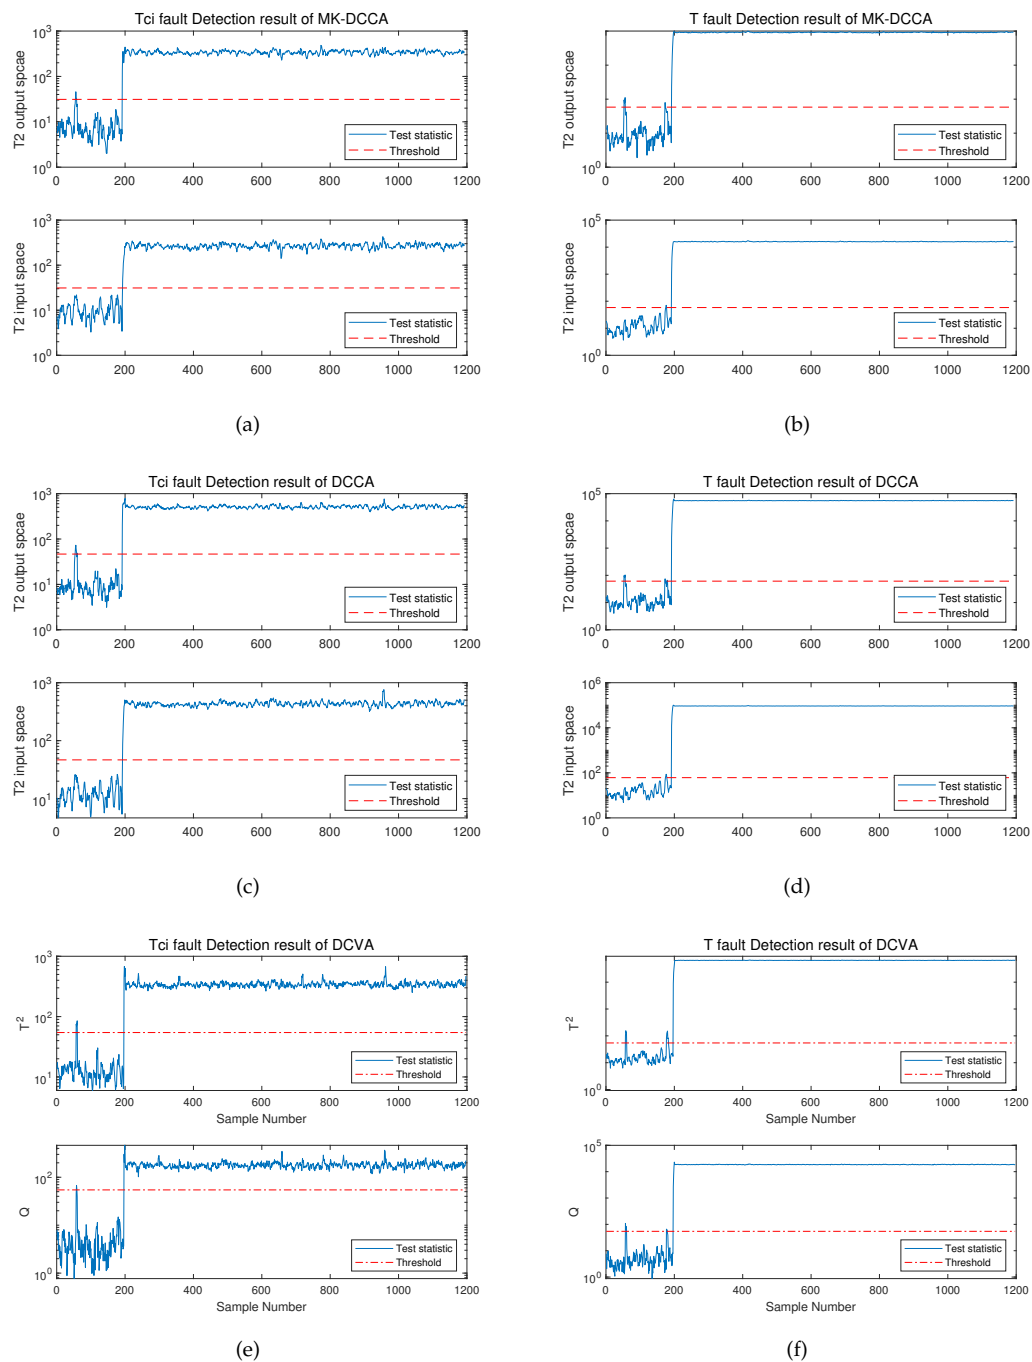 Tci fault Detection result of MK-DCCA
T2 output spcae
10^3
10^2
10^1
10^0
Test statistic
Threshold
0 200 400 600 800 1000 1200
T2 input space
10^3
10^2
10^1
10^0
Test statistic
Threshold
0 200 400 600 800 1000 1200
(a)
T fault Detection result of MK-DCCA
T2 output spcae
10^0
Test statistic
Threshold
0 200 400 600 800 1000 1200
T2 input space
10^5
10^0
Test statistic
Threshold
0 200 400 600 800 1000 1200
(b)
Tci fault Detection result of DCCA
T2 output spcae
10^3
10^2
10^1
10^0
Test statistic
Threshold
0 200 400 600 800 1000 1200
T2 input space
10^3
10^2
10^1
Test statistic
Threshold
0 200 400 600 800 1000 1200
(c)
T fault Detection result of DCCA
T2 output spcae
10^5
10^0
Test statistic
Threshold
0 200 400 600 800 1000 1200
T2 input space
10^6
10^4
10^2
10^0
Test statistic
Threshold
0 200 400 600 800 1000 1200
(d)
Tci fault Detection result of DCVA
T^2
10^3
10^2
10^1
Test statistic
Threshold
0 200 400 600 800 1000 1200
Sample Number
Q
10^2
10^0
Test statistic
Threshold
0 200 400 600 800 1000 1200
Sample Number
(e)
T fault Detection result of DCVA
T^2
10^0
Test statistic
Threshold
0 200 400 600 800 1000 1200
Sample Number
Q
10^5
10^0
Test statistic
Threshold
0 200 400 600 800 1000 1200
Sample Number
(f)